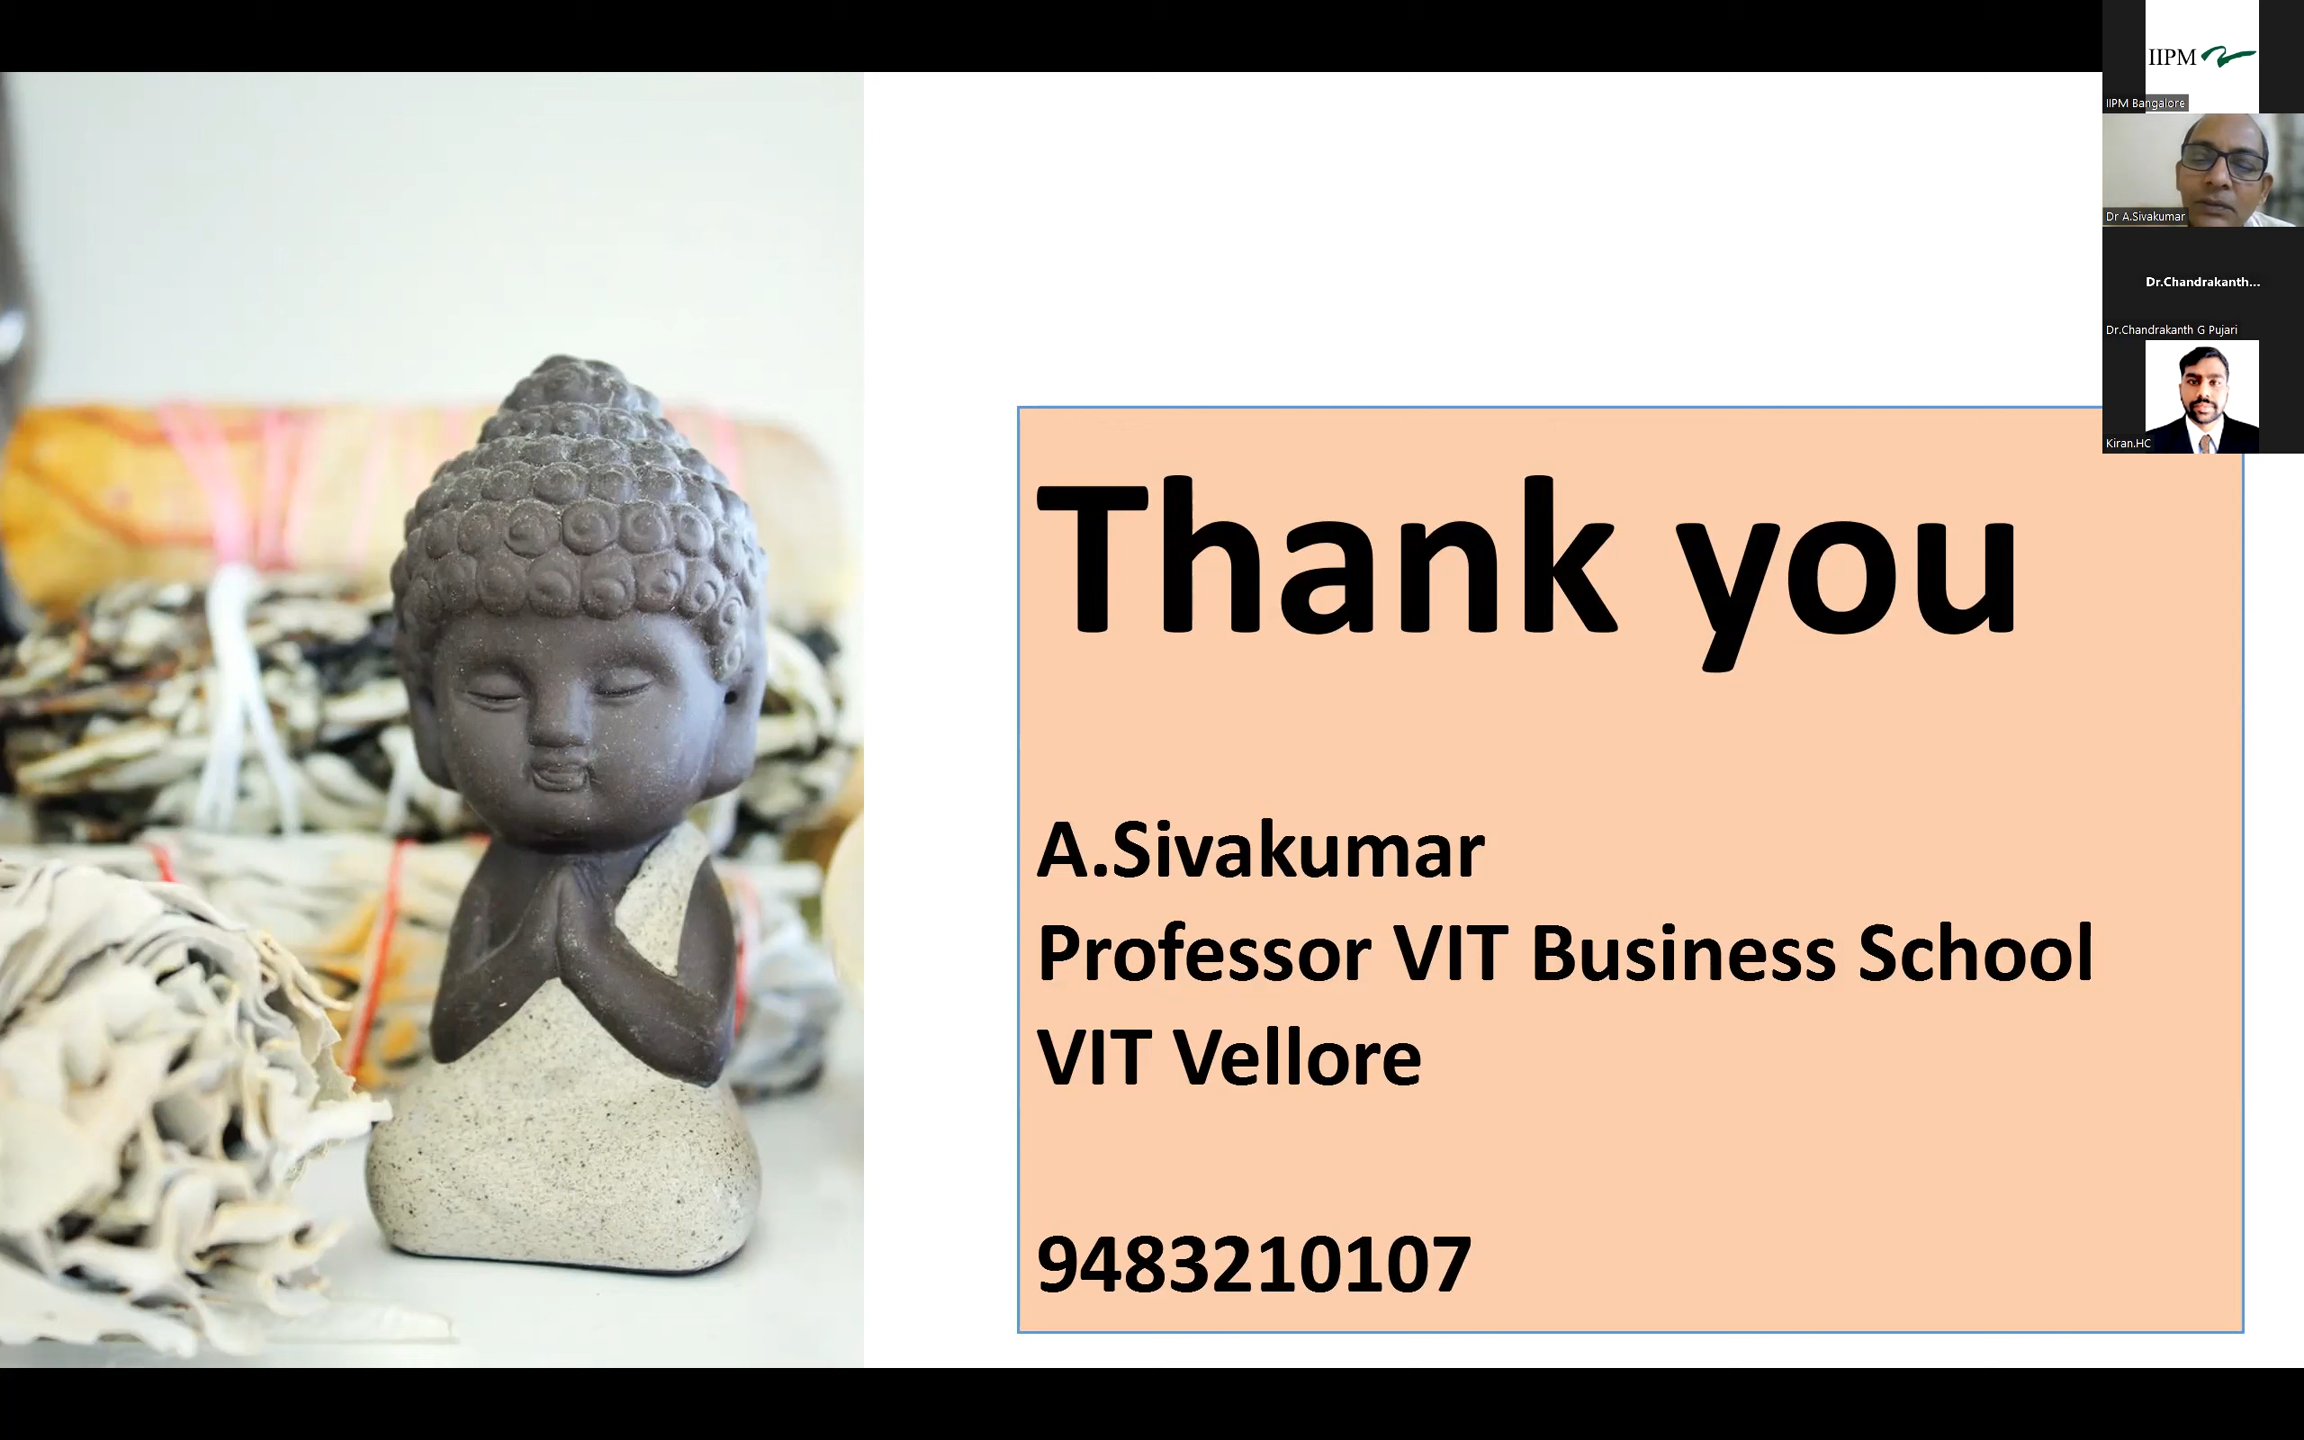 IIPM
IIPM Bangalore
Dr A.Sivakumar
Dr.Chandrakanth...
Dr.Chandrakanth G Pujari
Kiran.HC
Thank you
A.Sivakumar
Professor VIT Business School
VIT Vellore
9483210107